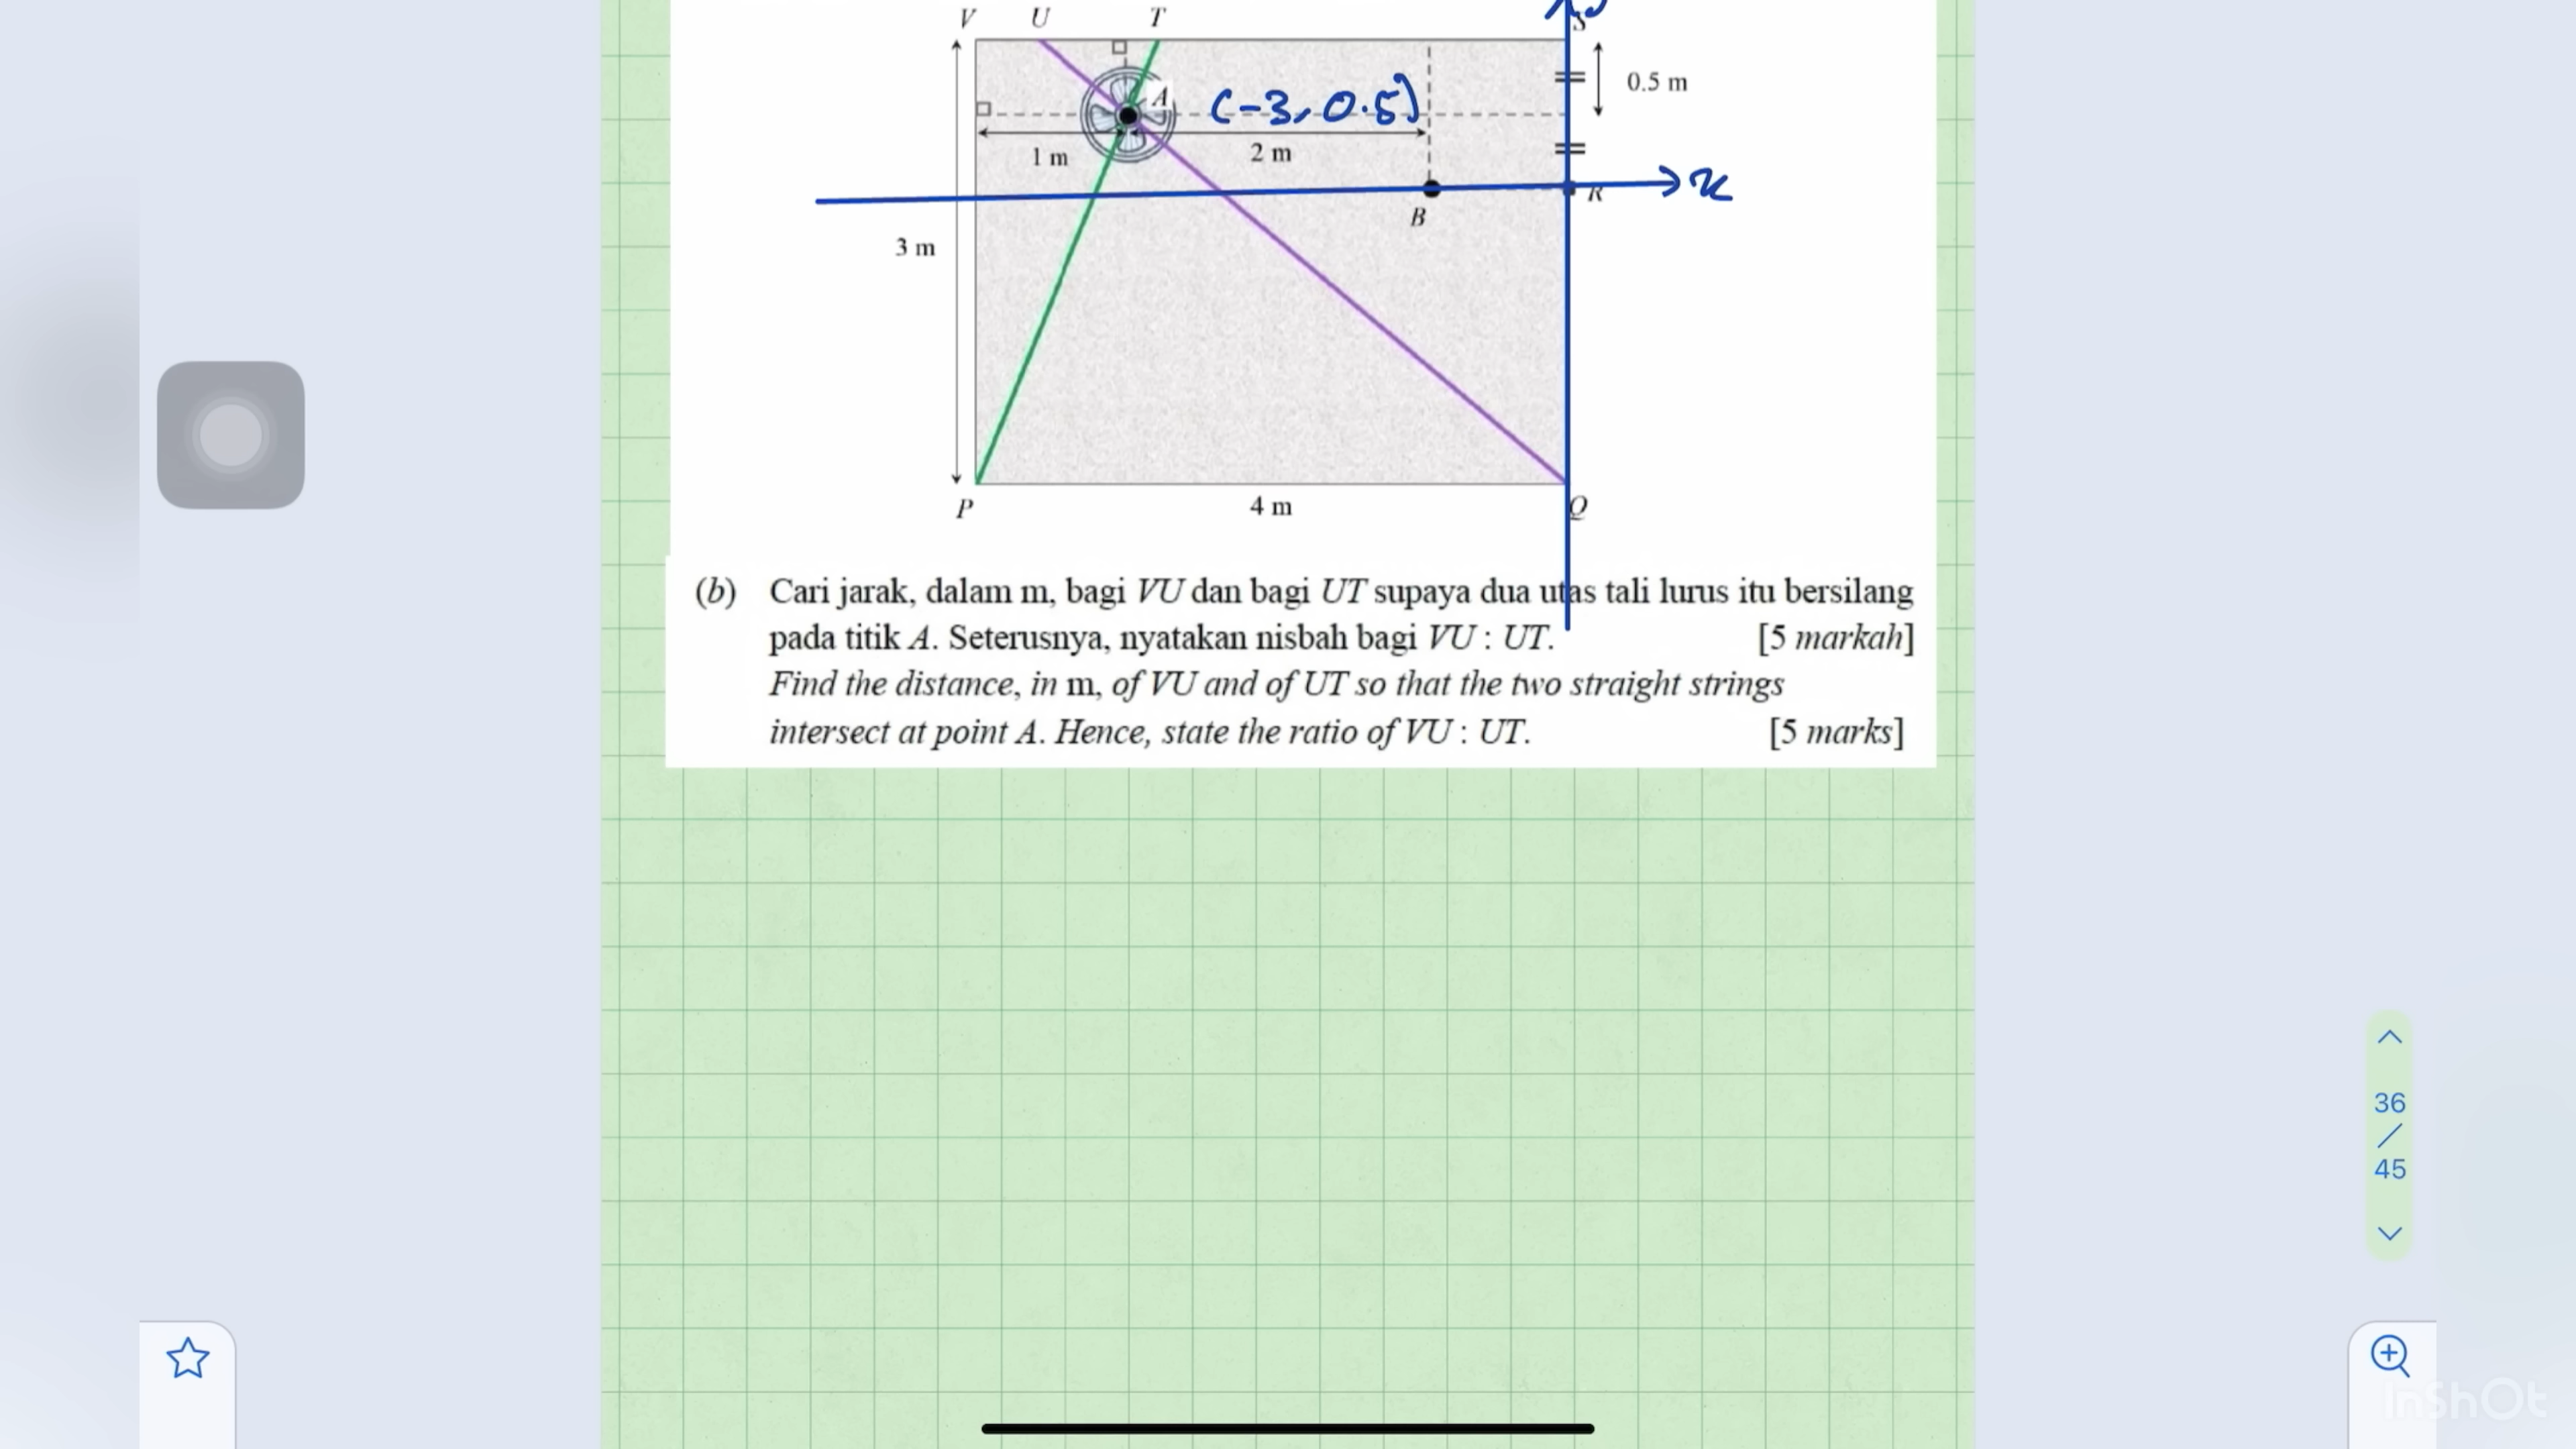 V U T S
0.5 m
A (-3, 0.5)
1 m 2 m
R x
B
3 m
P 4 m Q
(b) Cari jarak, dalam m, bagi VU dan bagi UT supaya dua utas tali lurus itu bersilang
pada titik A. Seterusnya, nyatakan nisbah bagi VU : UT. [5 markah]
Find the distance, in m, of VU and of UT so that the two straight strings
intersect at point A. Hence, state the ratio of VU : UT. [5 marks]
36
/
45
InShOt